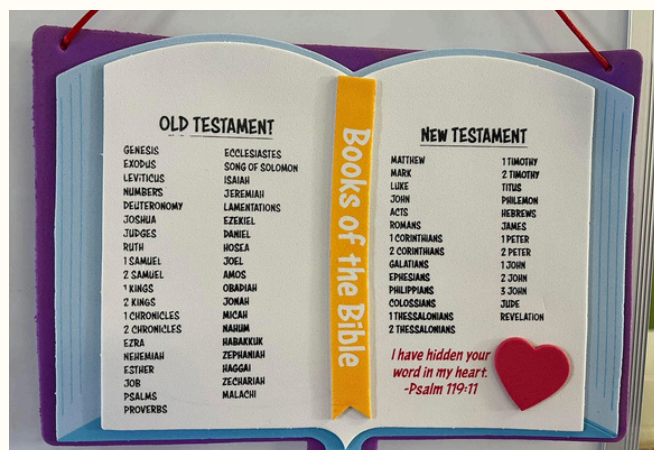 OLD TESTAMENT
GENESIS
EXODUS
LEVITICUS
NUMBERS
DEUTERONOMY
JOSHUA
JUDGES
RUTH
1 SAMUEL
2 SAMUEL
1 KINGS
2 KINGS
1 CHRONICLES
2 CHRONICLES
EZRA
NEHEMIAH
ESTHER
JOB
PSALMS
PROVERBS
ECCLESIASTES
SONG OF SOLOMON
ISAIAH
JEREMIAH
LAMENTATIONS
EZEKIEL
DANIEL
HOSEA
JOEL
AMOS
OBADIAH
JONAH
MICAH
NAHUM
HABAKKUK
ZEPHANIAH
HAGGAI
ZECHARIAH
MALACHI
Books of the Bible
NEW TESTAMENT
MATTHEW
MARK
LUKE
JOHN
ACTS
ROMANS
1 CORINTHIANS
2 CORINTHIANS
GALATIANS
EPHESIANS
PHILIPPIANS
COLOSSIANS
1 THESSALONIANS
2 THESSALONIANS
1 TIMOTHY
2 TIMOTHY
TITUS
PHILEMON
HEBREWS
JAMES
1 PETER
2 PETER
1 JOHN
2 JOHN
3 JOHN
JUDE
REVELATION
I have hidden your
word in my heart.
-Psalm 119:11